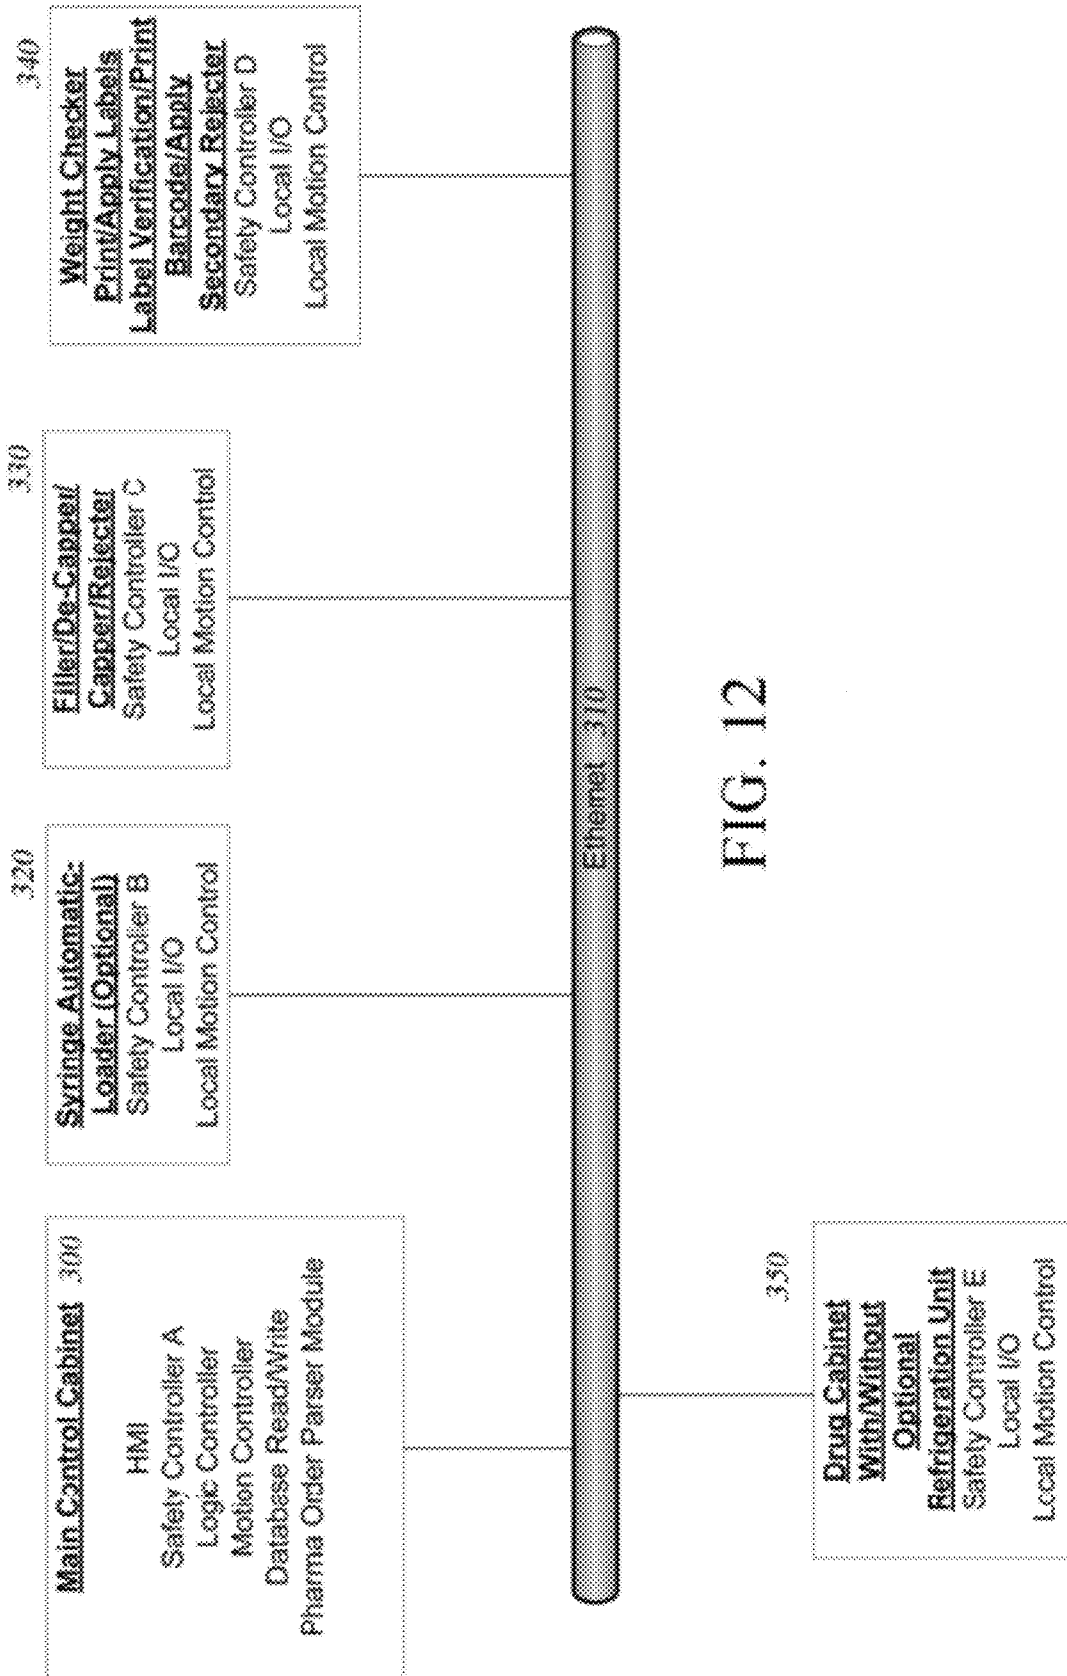 Main Control Cabinet 300
HMI
Safety Controller A
Logic Controller
Motion Controller
Database Read/Write
Pharma Order Parser Module
320
Syringe Automatic-
Loader (Optional)
Safety Controller B
Local I/O
Local Motion Control
330
Filler/De-Capper/
Capper/Rejecter
Safety Controller C
Local I/O
Local Motion Control
340
Weight Checker
Print/Apply Labels
Label Verification/Print
Barcode/Apply
Secondary Rejecter
Safety Controller D
Local I/O
Local Motion Control
Ethernet 310
350
Drug Cabinet
With/Without
Optional
Refrigeration Unit
Safety Controller E
Local I/O
Local Motion Control
FIG. 12